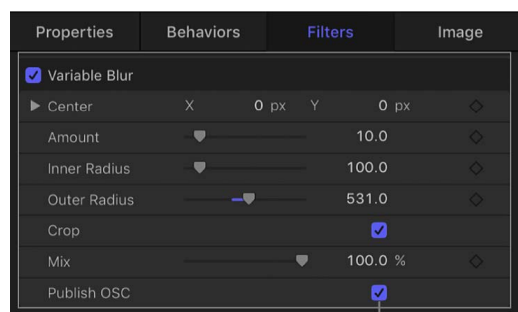 Properties Behaviors Filters Image
Variable Blur
Center X 0 px Y 0 px
Amount 10.0
Inner Radius 100.0
Outer Radius 531.0
Crop
Mix 100.0 %
Publish OSC